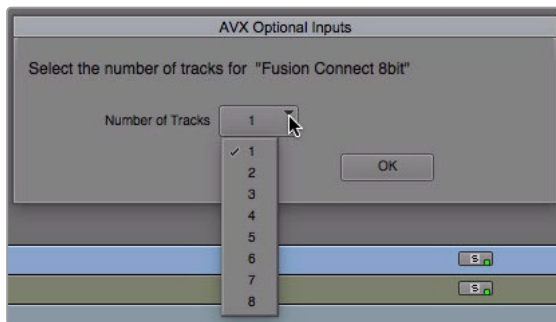 AVX Optional Inputs
Select the number of tracks for "Fusion Connect 8bit"
Number of Tracks 1
✓ 1
2
3
4
5
6
7
8
OK
S
S